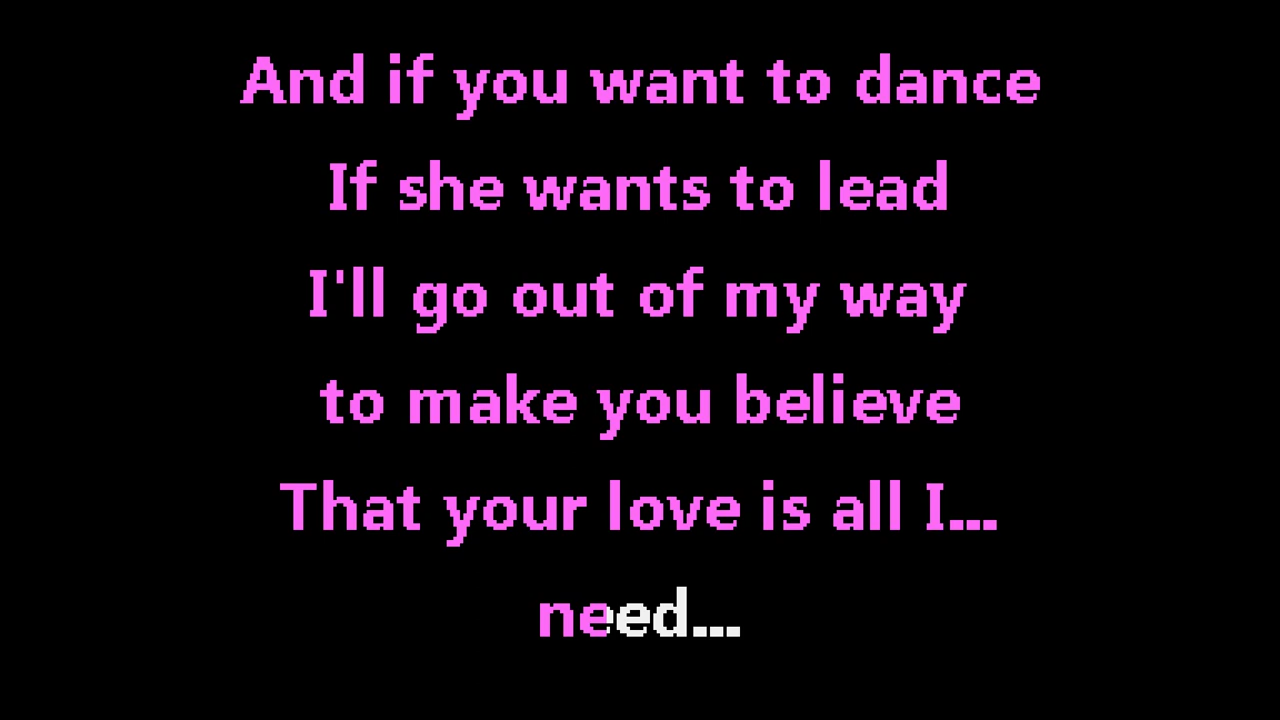 And if you want to dance
If she wants to lead
I'll go out of my way
to make you believe
That your love is all I...
need...